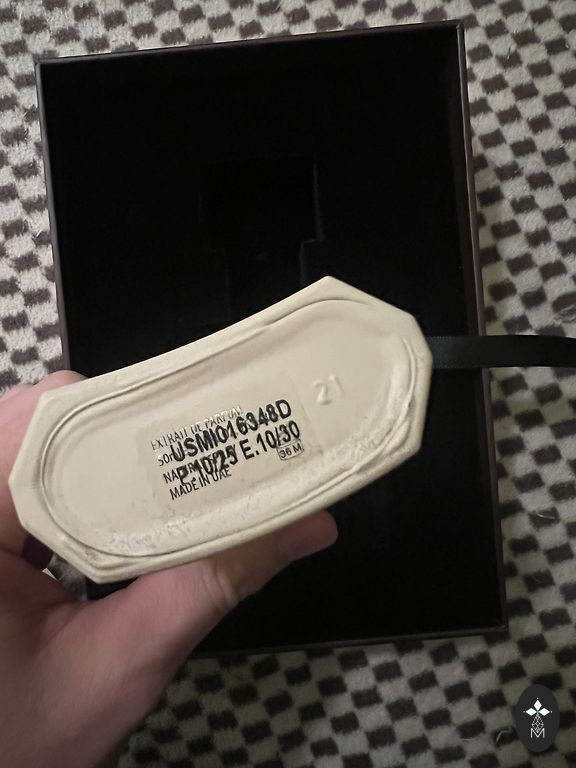 21
EXTRAIT DE PARFUM
USMI016348D
P.10/25 E.10/30
MADE IN UAE
36 M
M